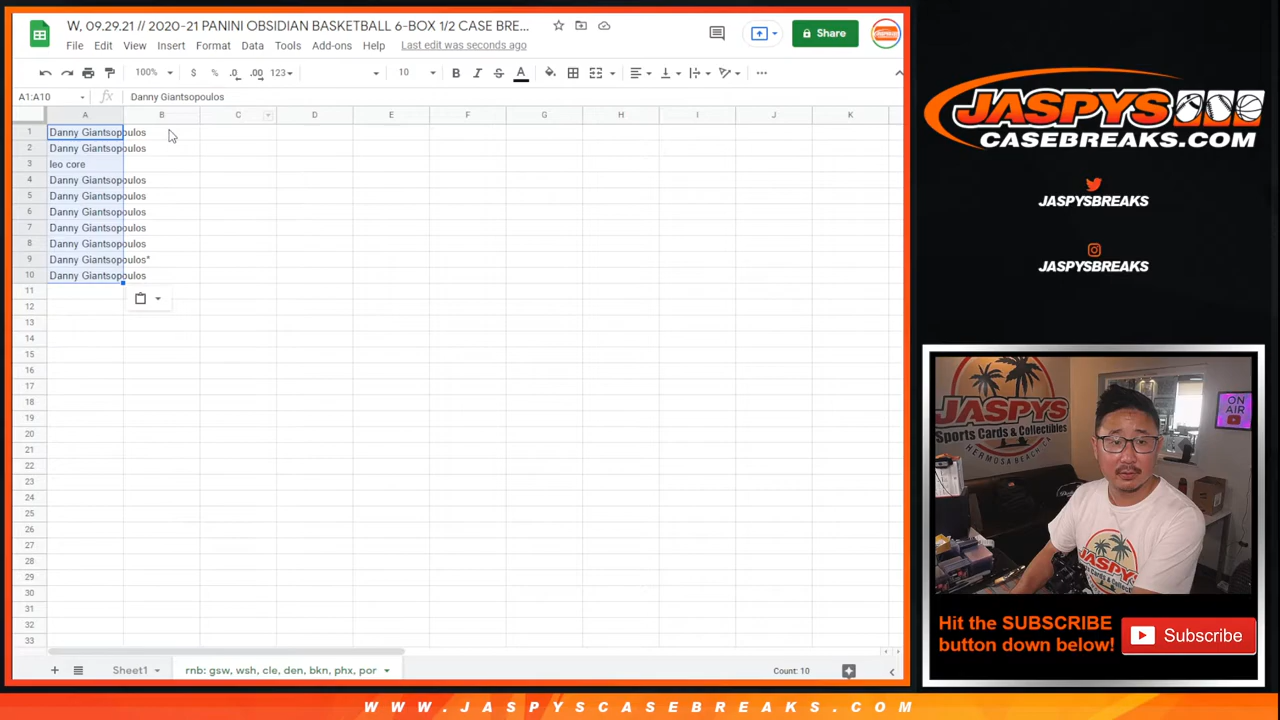 W, 09.29.21 // 2020-21 PANINI OBSIDIAN BASKETBALL 6-BOX 1/2 CASE BRE...
File Edit View Insert Format Data Tools Add-ons Help Last edit was seconds ago
Share
100% $ % .0 .00 123 10 B I S A
A1:A10 fx Danny Giantsopoulos
A B C D E F G H I J K
1 Danny Giantsopoulos
2 Danny Giantsopoulos
3 leo core
4 Danny Giantsopoulos
5 Danny Giantsopoulos
6 Danny Giantsopoulos
7 Danny Giantsopoulos
8 Danny Giantsopoulos
9 Danny Giantsopoulos*
10 Danny Giantsopoulos
11
12
13
14
15
16
17
18
19
20
21
22
23
24
25
26
27
28
29
30
31
32
33
Sheet1 rnb: gsw, wsh, cle, den, bkn, phx, por Count: 10
JASPYS
CASEBREAKS.COM
JASPYSBREAKS
JASPYSBREAKS
JASPYS
Sports Cards & Collectibles
HERMOSA BEACH CA.
ON
AIR
Hit the SUBSCRIBE
button down below!
Subscribe
WWW.JASPYSCASEBREAKS.COM